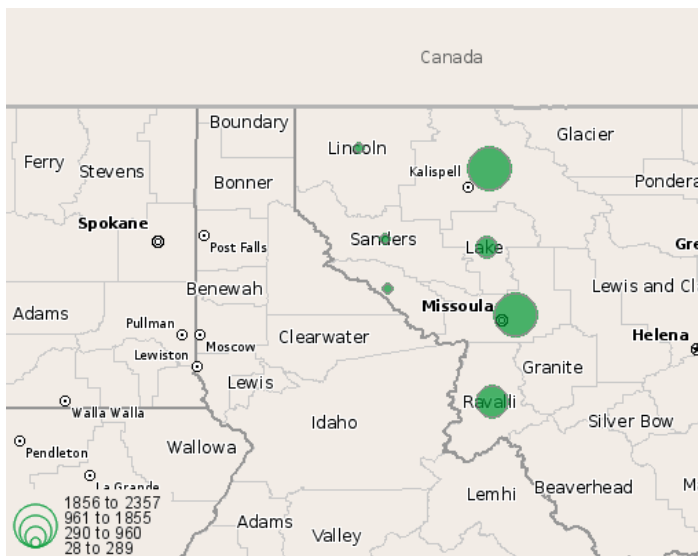 Canada
Boundary
Glacier
Lincoln
Ferry
Stevens
Kalispell
Bonner
Pondera
Spokane
Post Falls
Sanders
Lake
Gre
Benewah
Lewis and Cl
Missoula
Adams
Pullman
Moscow
Clearwater
Helena
Lewiston
Granite
Lewis
Ravalli
Walla Walla
Idaho
Silver Bow
Pendleton
Wallowa
La Grande
Lemhi
Beaverhead
M
1856 to 2357
961 to 1855
290 to 960
28 to 289
Adams
Valley